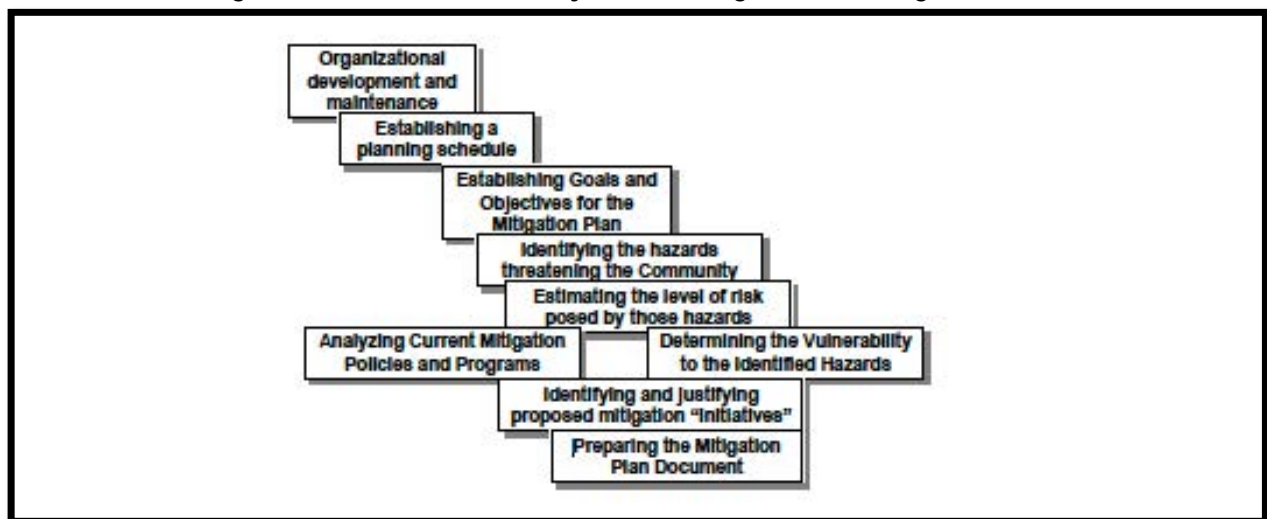 Organizational
development and
maintenance
Establishing a
planning schedule
Establishing Goals and
Objectives for the
Mitigation Plan
Identifying the hazards
threatening the Community
Estimating the level of risk
posed by those hazards
Analyzing Current Mitigation
Policies and Programs
Determining the Vulnerability
to the Identified Hazards
Identifying and justifying
proposed mitigation “initiatives”
Preparing the Mitigation
Plan Document